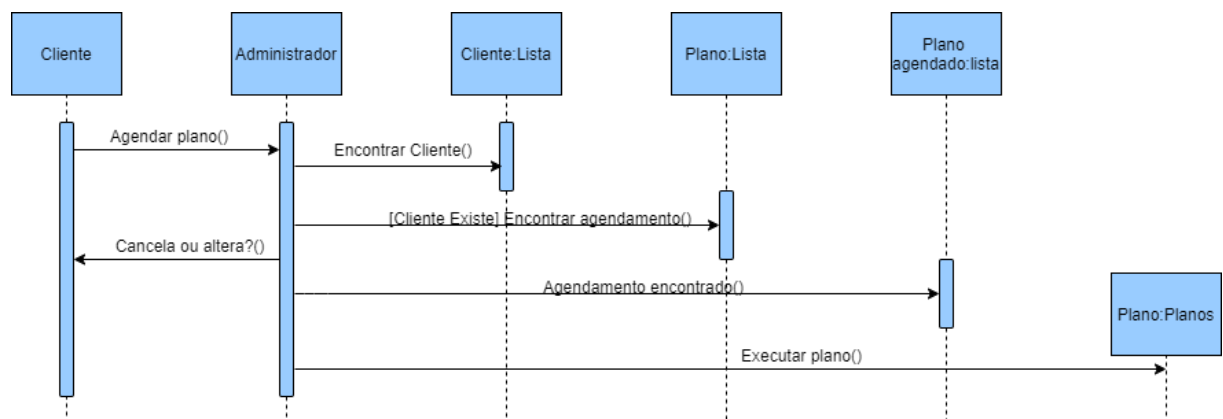 Cliente
Administrador
Cliente:Lista
Plano:Lista
Plano
agendado:lista
Agendar plano()
Encontrar Cliente()
[Cliente Existe] Encontrar agendamento()
Cancela ou altera?()
Agendamento encontrado()
Plano:Planos
Executar plano()